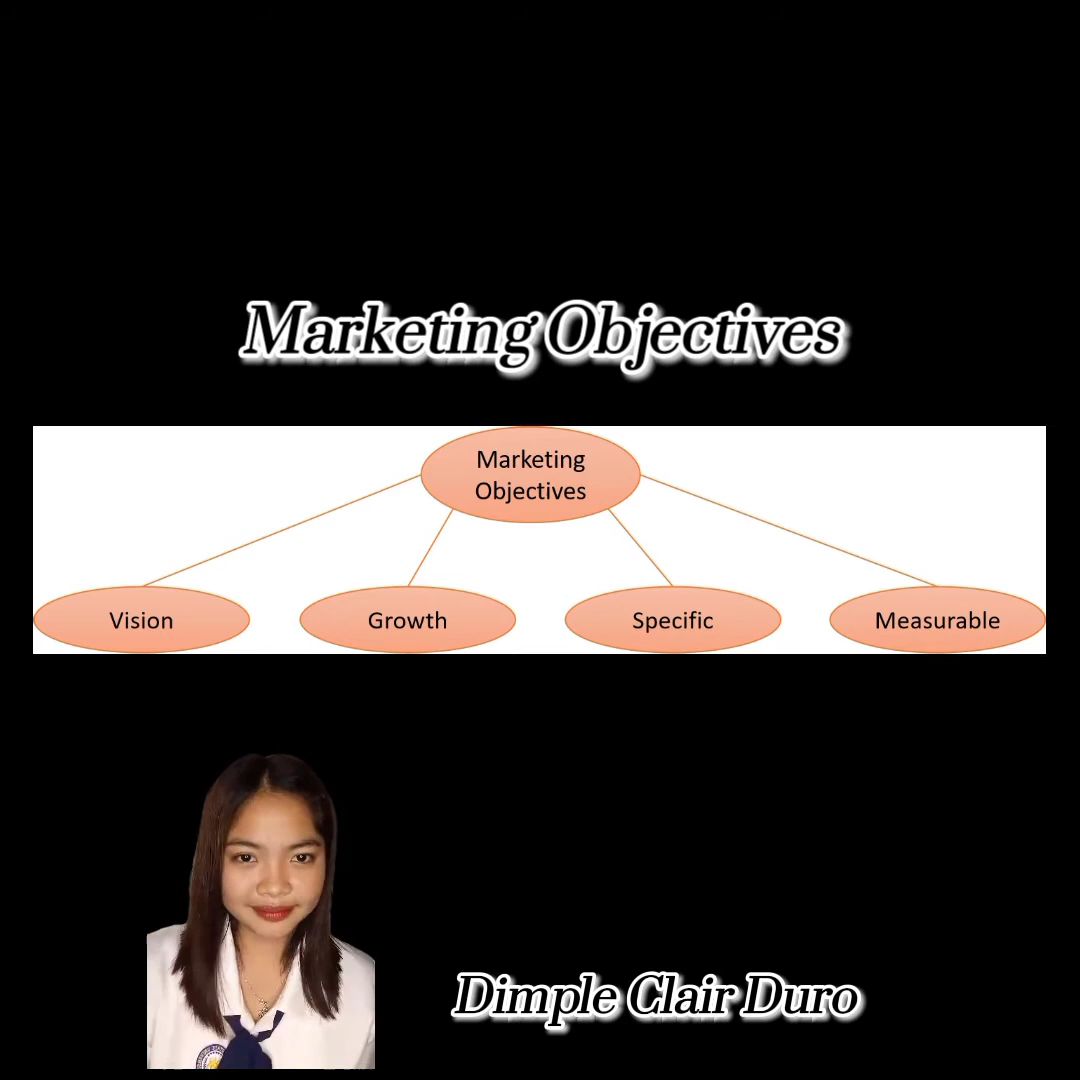 Marketing Objectives
Marketing
Objectives
Vision
Growth
Specific
Measurable
Dimple Clair Duro